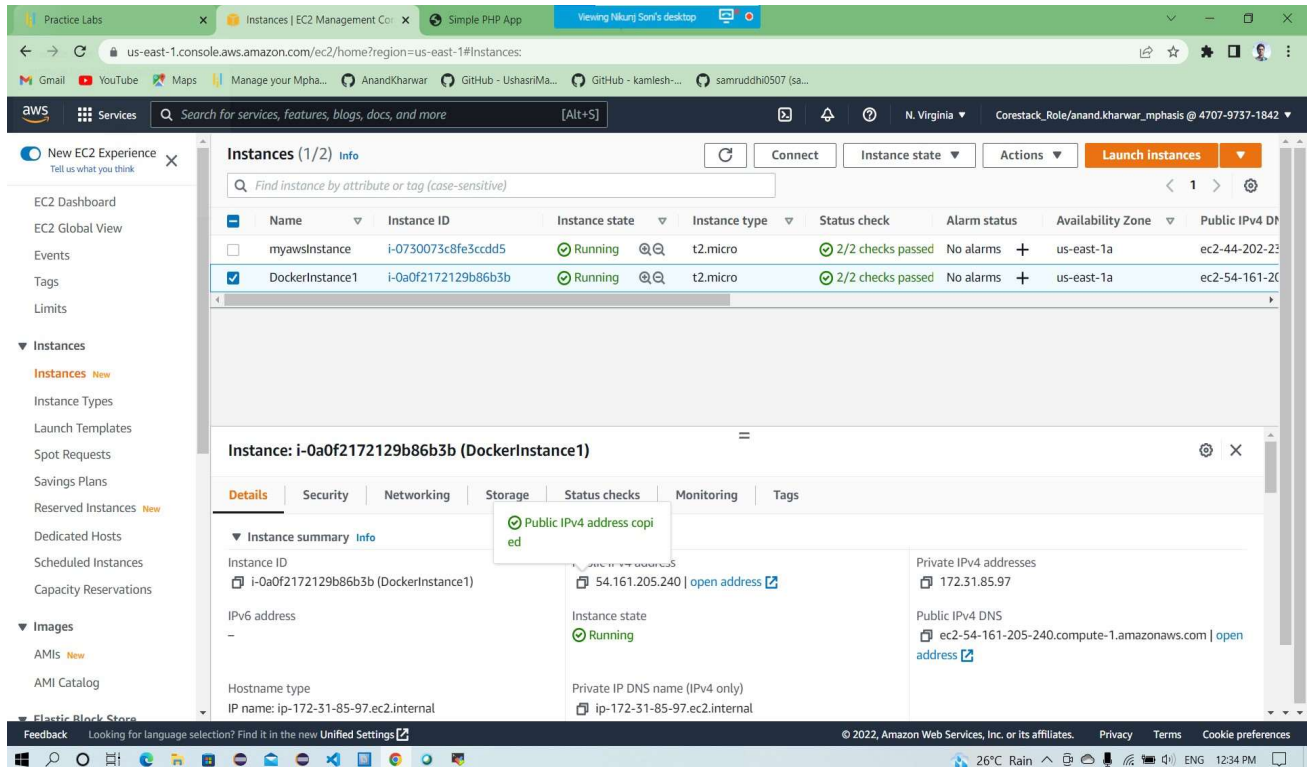 Practice Labs
Instances | EC2 Management Con
Simple PHP App
Viewing Nikunj Soni's desktop
us-east-1.console.aws.amazon.com/ec2/home?region=us-east-1#Instances:
Gmail YouTube Maps Manage your Mpha... AnandKharwar GitHub - UshasriMa... GitHub - kamlesh-... samruddhi0507 (sa...
aws Services Search for services, features, blogs, docs, and more [Alt+S] N. Virginia Corestack_Role/anand.kharwar_mphasis @ 4707-9737-1842
New EC2 Experience
Tell us what you think
EC2 Dashboard
EC2 Global View
Events
Tags
Limits
Instances
Instances New
Instance Types
Launch Templates
Spot Requests
Savings Plans
Reserved Instances New
Dedicated Hosts
Scheduled Instances
Capacity Reservations
Images
AMIs New
AMI Catalog
Elastic Block Store
Instances (1/2) Info Connect Instance state Actions Launch instances
Find instance by attribute or tag (case-sensitive) 1
Name Instance ID Instance state Instance type Status check Alarm status Availability Zone Public IPv4 DN
myawsInstance i-0730073c8fe3ccdd5 Running t2.micro 2/2 checks passed No alarms + us-east-1a ec2-44-202-23
DockerInstance1 i-0a0f2172129b86b3b Running t2.micro 2/2 checks passed No alarms + us-east-1a ec2-54-161-20
Instance: i-0a0f2172129b86b3b (DockerInstance1)
Details Security Networking Storage Status checks Monitoring Tags
Public IPv4 address copi
ed
Instance summary Info
Instance ID
i-0a0f2172129b86b3b (DockerInstance1)
Public IPv4 address
54.161.205.240 | open address
Private IPv4 addresses
172.31.85.97
IPv6 address
–
Instance state
Running
Public IPv4 DNS
ec2-54-161-205-240.compute-1.amazonaws.com | open
address
Hostname type
IP name: ip-172-31-85-97.ec2.internal
Private IP DNS name (IPv4 only)
ip-172-31-85-97.ec2.internal
Feedback Looking for language selection? Find it in the new Unified Settings © 2022, Amazon Web Services, Inc. or its affiliates. Privacy Terms Cookie preferences
26°C Rain ENG 12:34 PM